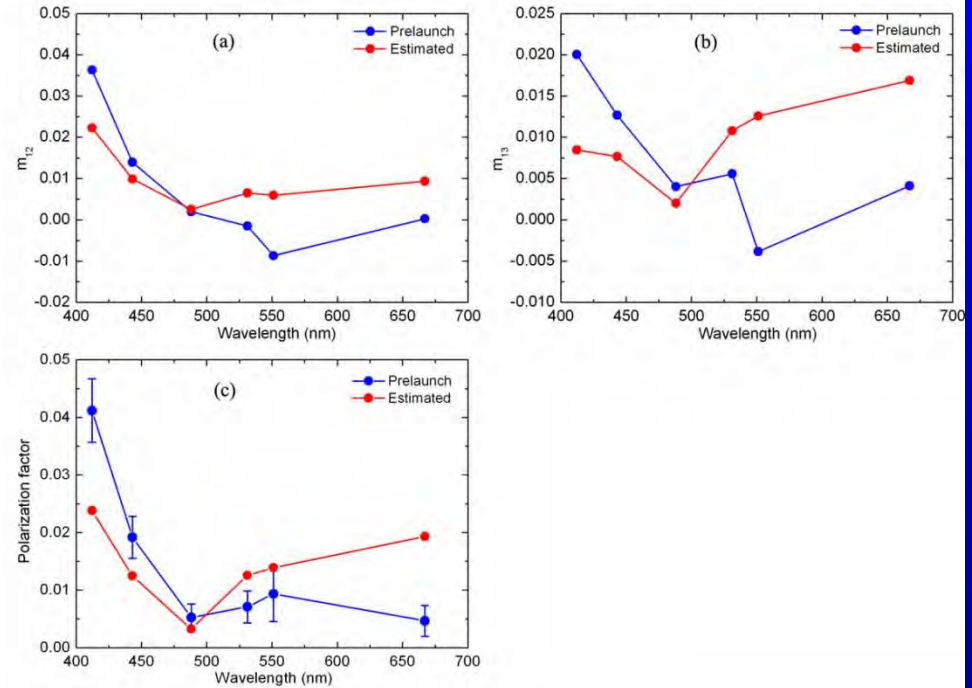 (a)
Prelaunch
Estimated
0.05
0.04
0.03
0.02
0.01
0.00
-0.01
-0.02
m12
400 450 500 550 600 650 700
Wavelength (nm)
(b)
Prelaunch
Estimated
0.025
0.020
0.015
0.010
0.005
0.000
-0.005
-0.010
m13
400 450 500 550 600 650 700
Wavelength (nm)
(c)
Prelaunch
Estimated
0.05
0.04
0.03
0.02
0.01
0.00
Polarization factor
400 450 500 550 600 650 700
Wavelength (nm)